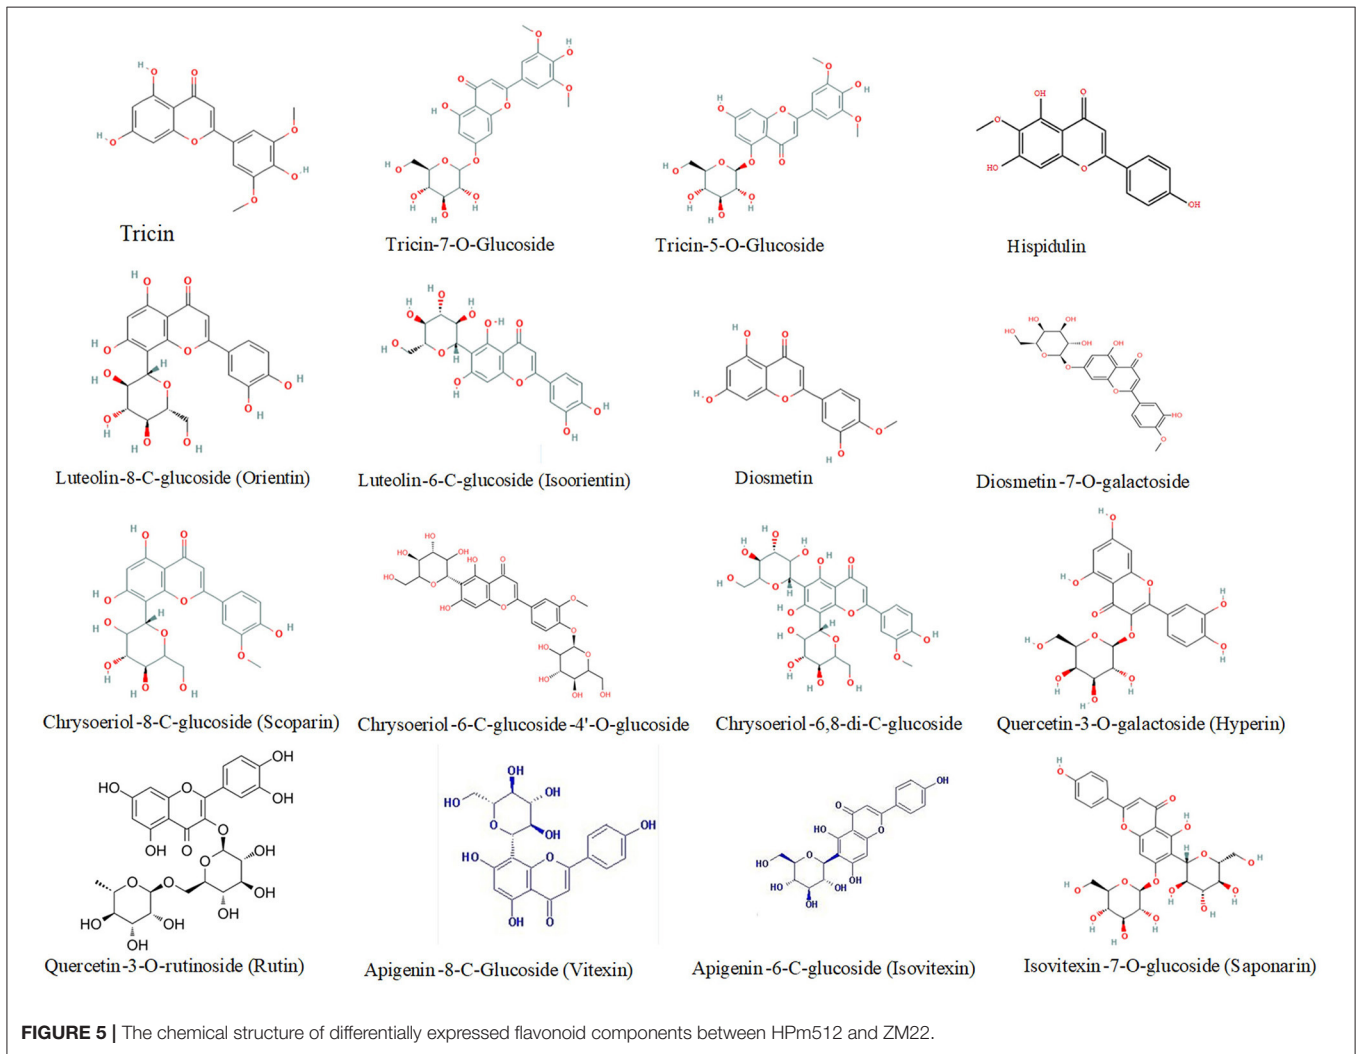 Tricin
Tricin-7-O-Glucoside
Tricin-5-O-Glucoside
Hispidulin
Luteolin-8-C-glucoside (Orientin)
Luteolin-6-C-glucoside (Isoorientin)
Diosmetin
Diosmetin-7-O-galactoside
Chrysoeriol-8-C-glucoside (Scoparin)
Chrysoeriol-6-C-glucoside-4'-O-glucoside
Chrysoeriol-6,8-di-C-glucoside
Quercetin-3-O-galactoside (Hyperin)
Quercetin-3-O-rutinoside (Rutin)
Apigenin-8-C-Glucoside (Vitexin)
Apigenin-6-C-glucoside (Isovitexin)
Isovitexin-7-O-glucoside (Saponarin)
FIGURE 5 | The chemical structure of differentially expressed flavonoid components between HPm512 and ZM22.